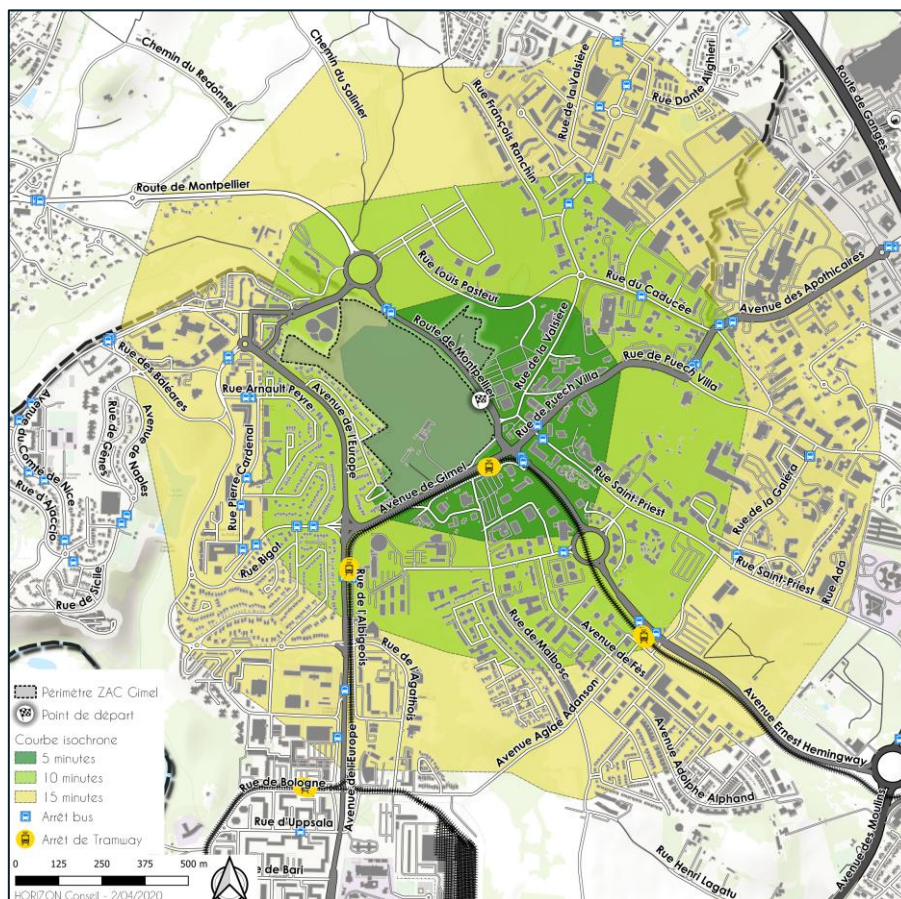 Chemin du Redonnel
Chemin du Salinier
Rue François Ranchin
Rue de la Valsière
Rue Dante Alighieri
Route de Ganges
Route de Montpellier
Rue Louis Pasteur
Rue du Caducée
Avenue des Apothicaires
Route de Montpellier
Rue de la Valsière
Rue de Puech Villa
Rue de Puech Villa
Rue des Baléares
Rue Arnault Peyre
Avenue de l'Europe
Avenue du Comté de Nice
Rue de Gênes
Avenue de Naples
Rue d'Ajaccio
Rue Pierre Cardenal
Avenue de Gimel
Rue Saint-Priest
Rue de la Galéra
Rue Bigot
Rue de Sicile
Rue de l'Albigeois
Rue Saint-Priest
Rue Ada
Rue de Malbosc
Avenue de Fès
Rue de l'Agathois
Avenue Aglae Adanson
Avenue Ernest Hemingway
Avenue Adolphe Alphand
Avenue de l'Europe
Rue de Bologne
Rue d'Uppsala
e de Bari
Rue Henri Lagatu
Avenue des Moulins
Périmètre ZAC Gimel
Point de départ
Courbe isochrone
5 minutes
10 minutes
15 minutes
Arrêt bus
Arrêt de Tramway
0 125 250 375 500 m
HORIZON Conseil - 2/04/2020